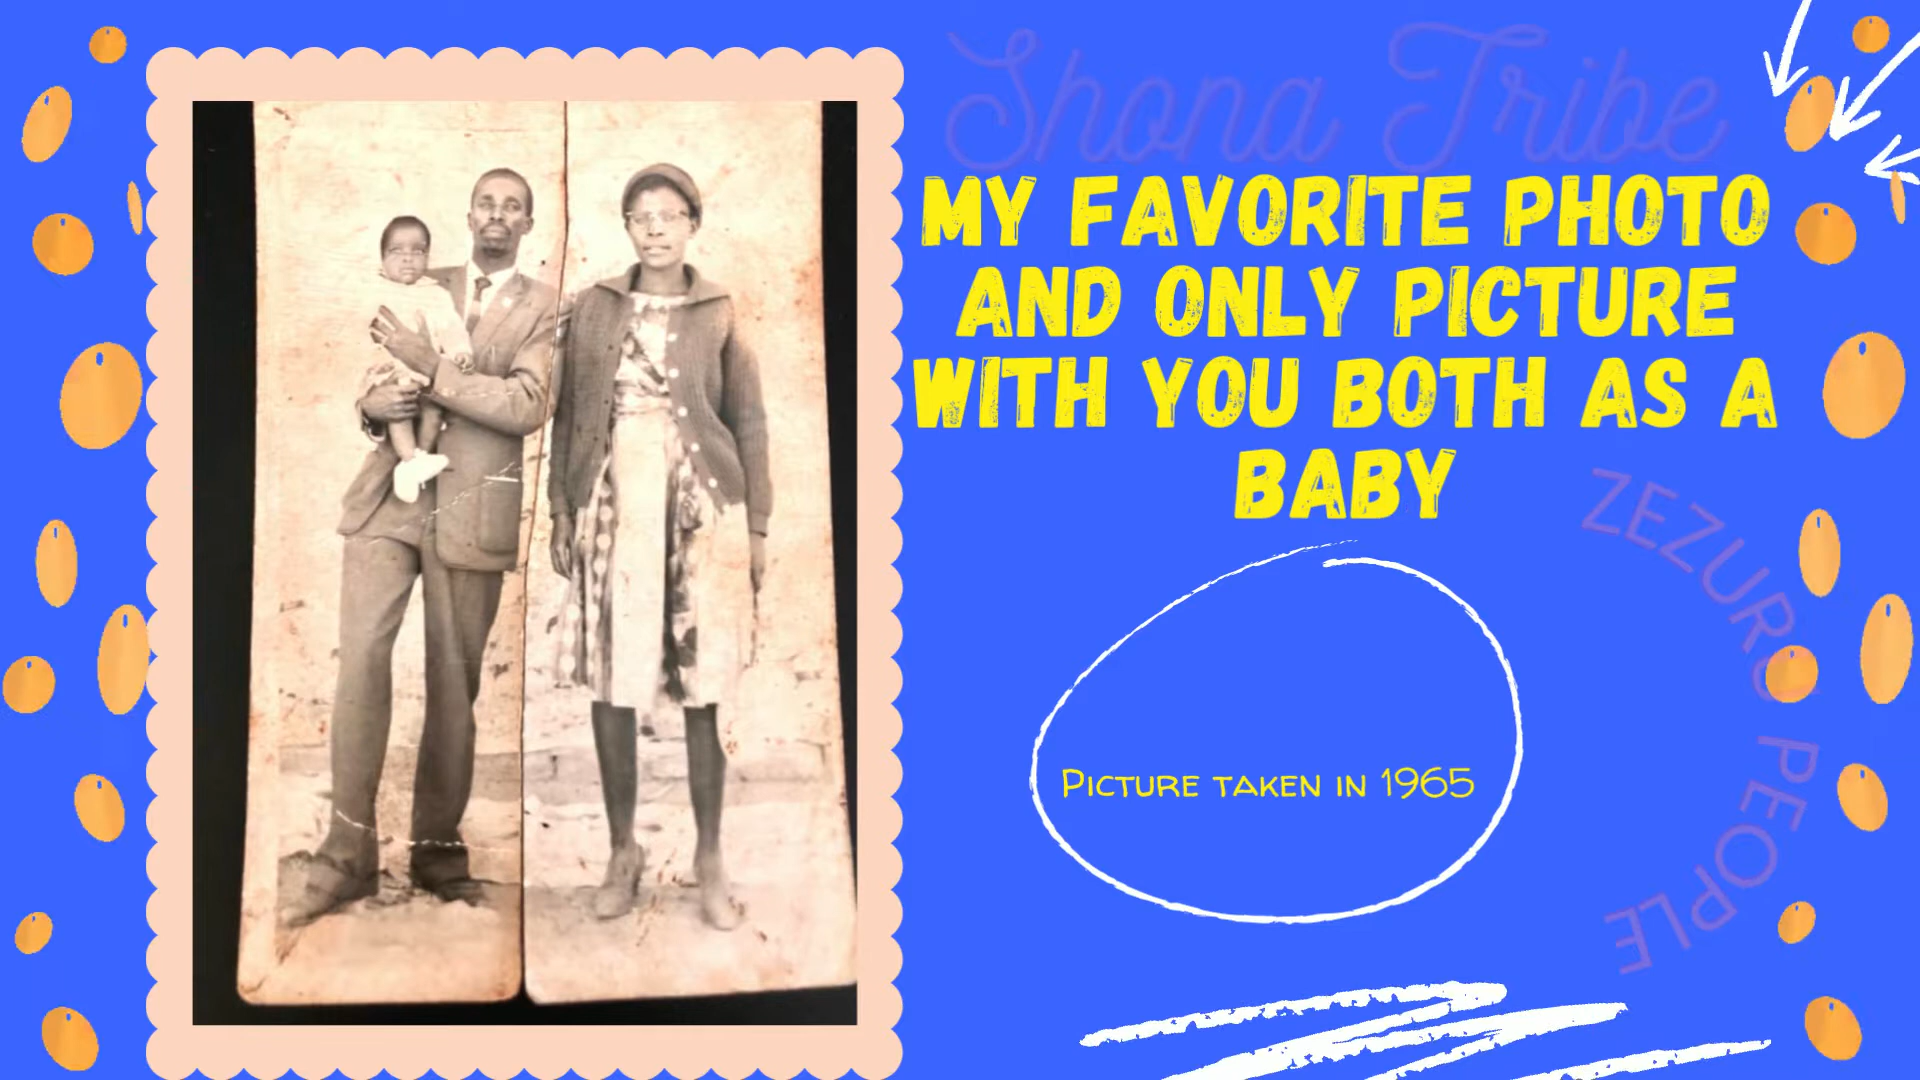 Shona Tribe
MY FAVORITE PHOTO
AND ONLY PICTURE
WITH YOU BOTH AS A
BABY
ZEZURU PEOPLE
Picture taken in 1965